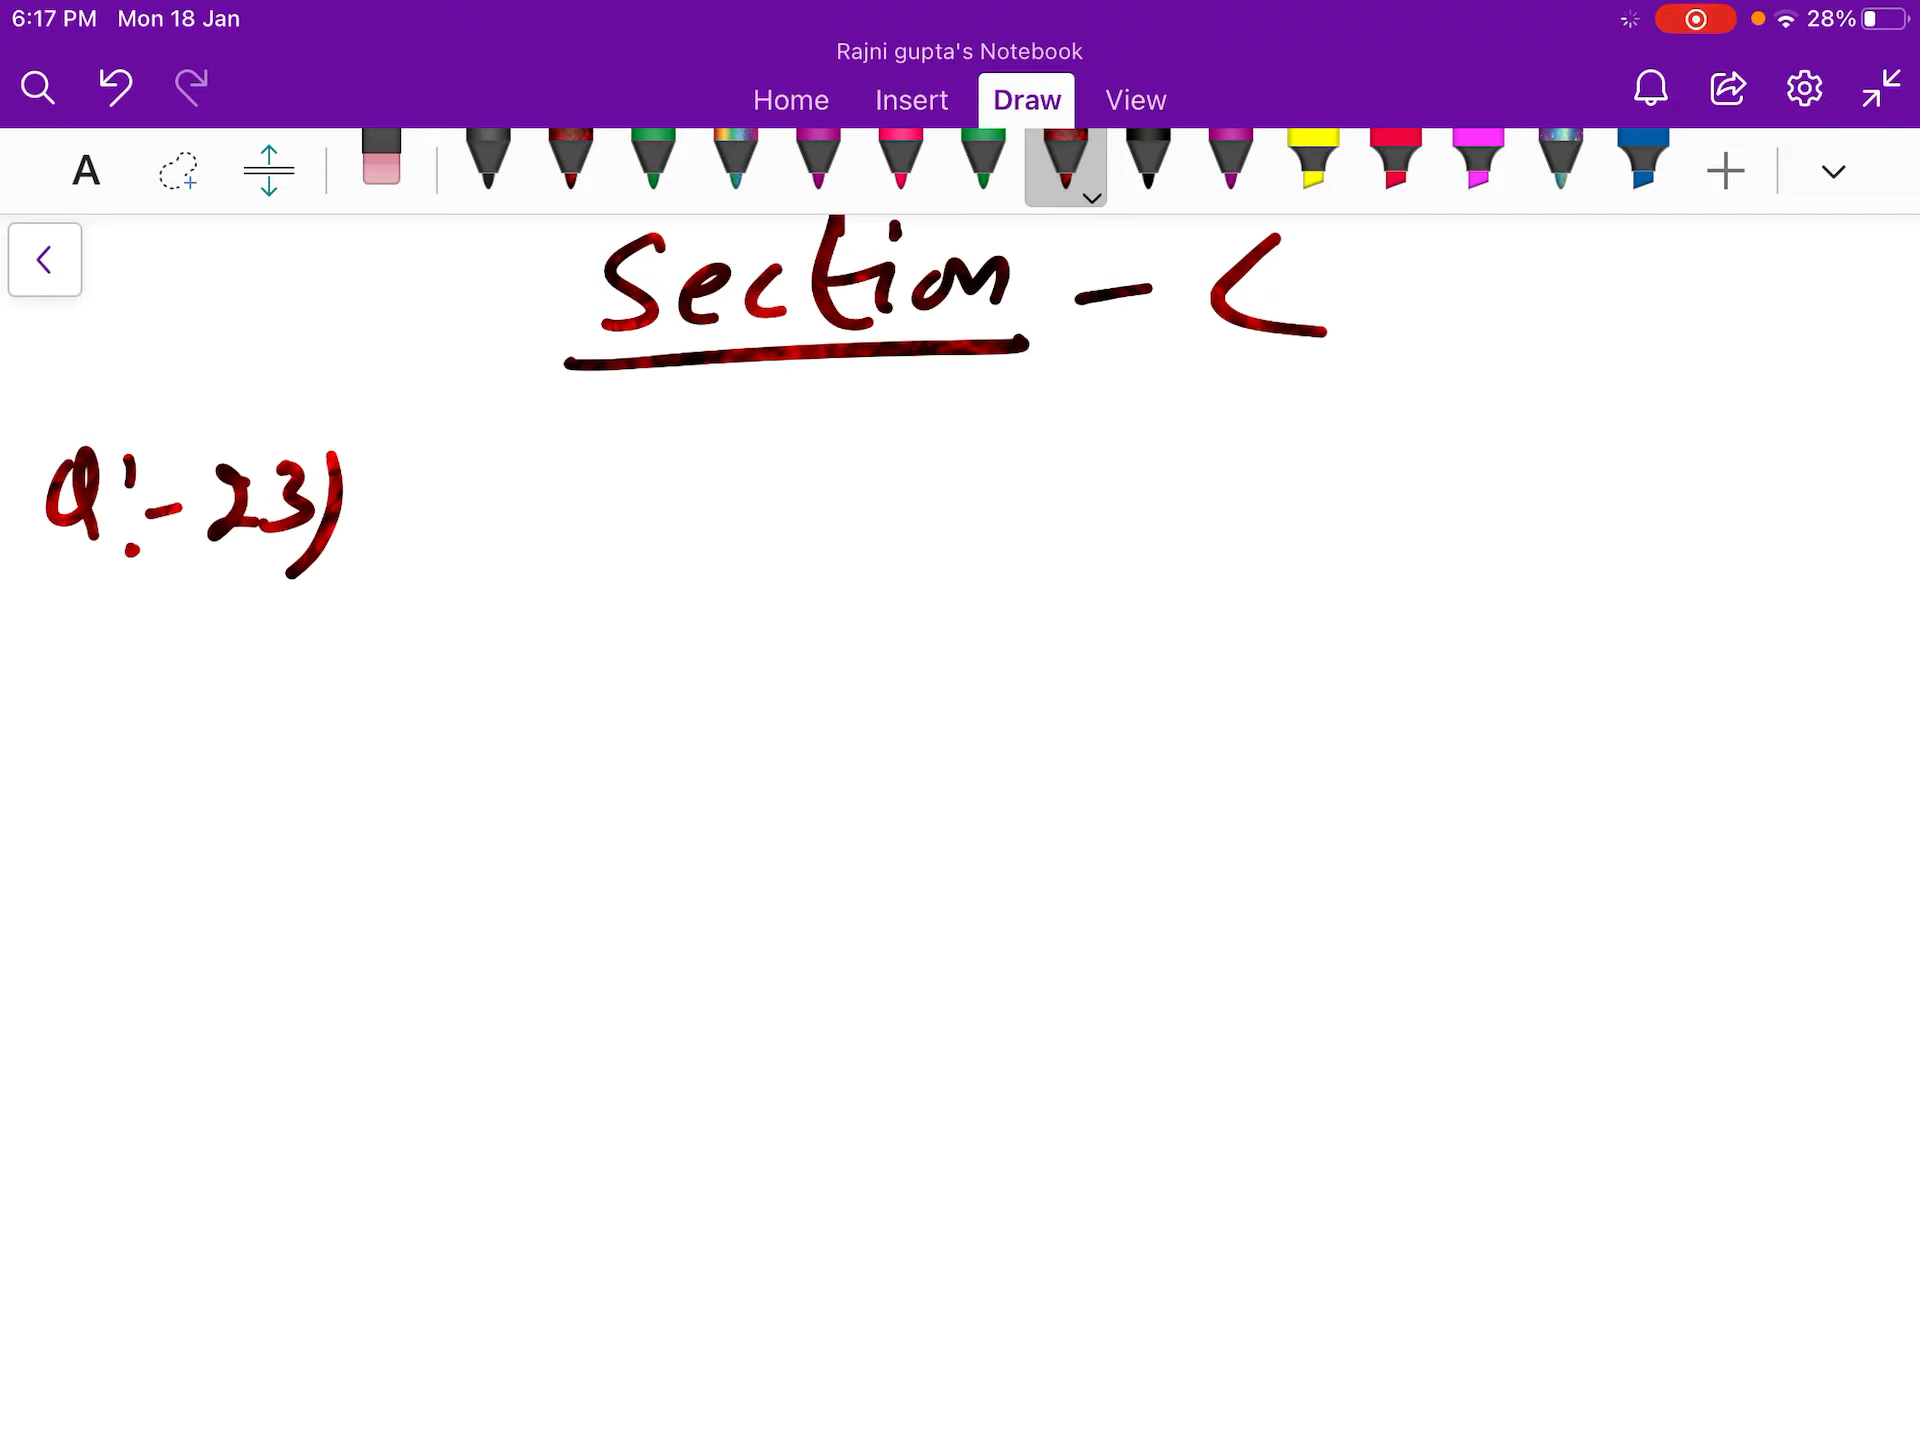 6:17 PM Mon 18 Jan 28%
Rajni gupta's Notebook
Home Insert Draw View
A
Section - C
Q:- 23)